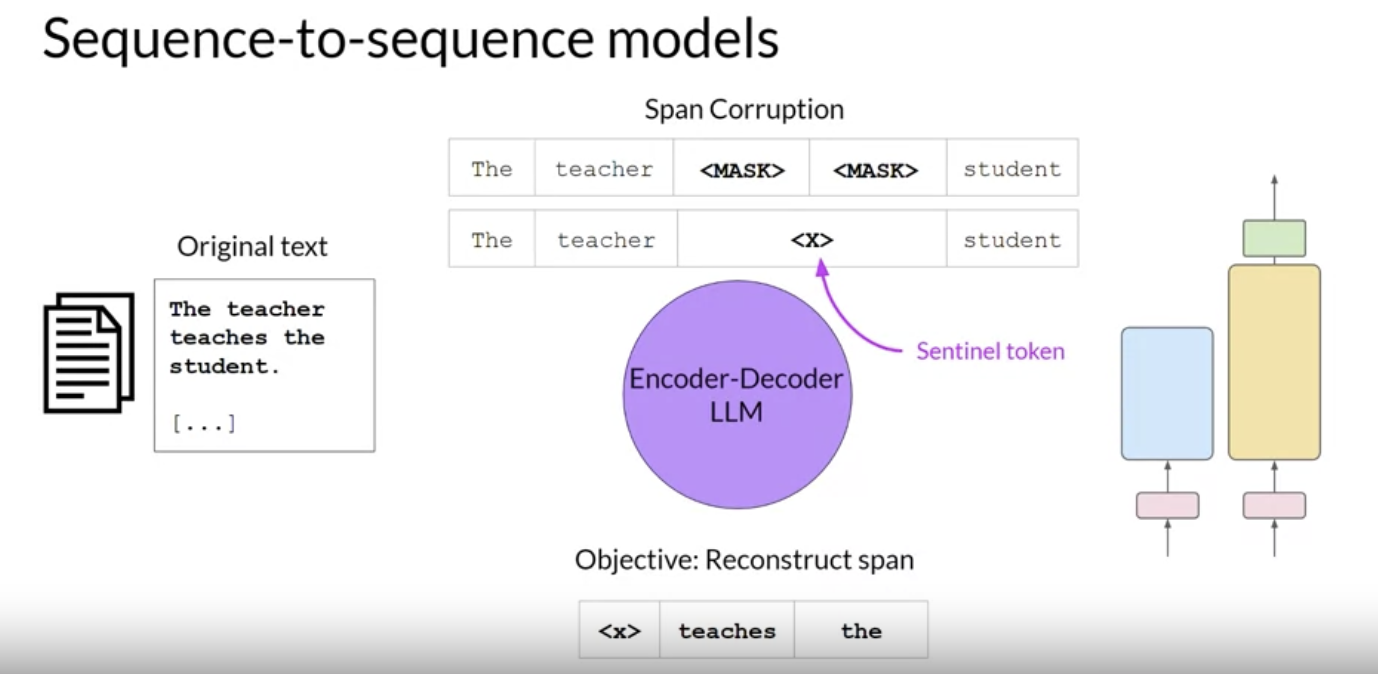 Sequence-to-sequence models
Span Corruption
The teacher <MASK> <MASK> student
The teacher <X> student
Sentinel token
Original text
The teacher
teaches the
student.
[...]
Encoder-Decoder
LLM
Objective: Reconstruct span
<x> teaches the